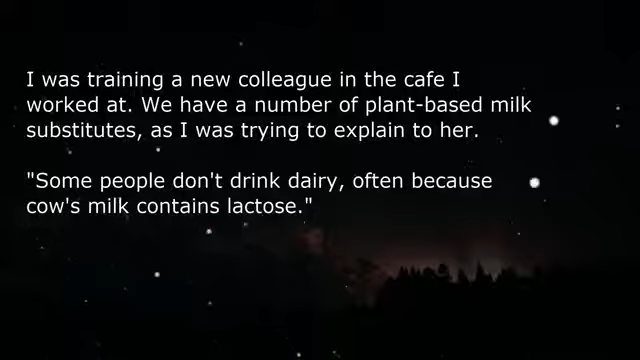 I was training a new colleague in the cafe I
worked at. We have a number of plant-based milk
substitutes, as I was trying to explain to her.
"Some people don't drink dairy, often because
cow's milk contains lactose."